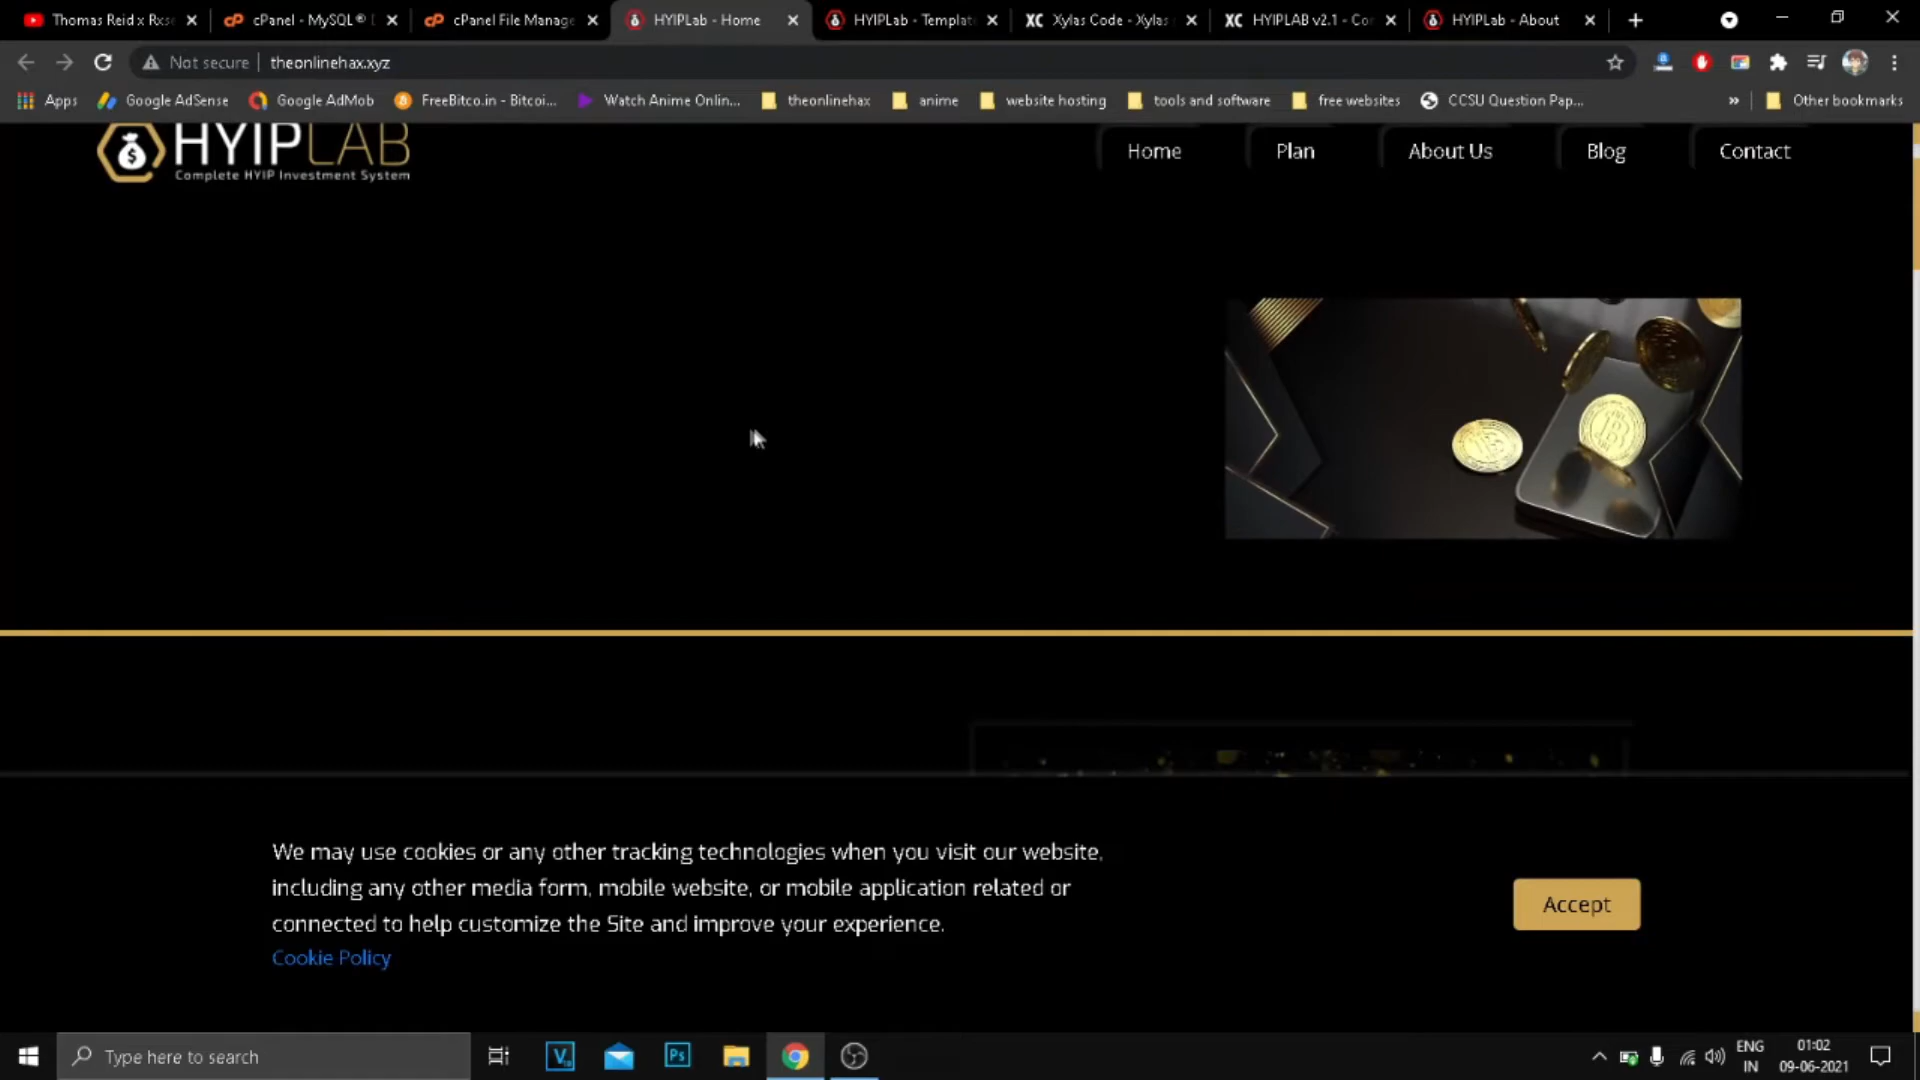 Thomas Reid x Rxse
cPanel - MySQL ® D
cPanel File Manage
HYIPLab - Home
HYIPLab - Templat
XC Xylas Code - Xylas
XC HYIPLAB v2.1 - Co
HYIPLab - About
Not secure
theonlinehax.xyz
Apps
Google AdSense
Google AdMob
FreeBitco.in - Bitcoi...
Watch Anime Onlin...
theonlinehax
anime
website hosting
tools and software
free websites
CCSU Question Pap...
Other bookmarks
HYIPLAB
Complete HYIP Investment System
Home
Plan
About Us
Blog
Contact
We may use cookies or any other tracking technologies when you visit our website,
including any other media form, mobile website, or mobile application related or
connected to help customize the Site and improve your experience.
Cookie Policy
Accept
Type here to search
Ps
ENG
IN
01:02
09-06-2021